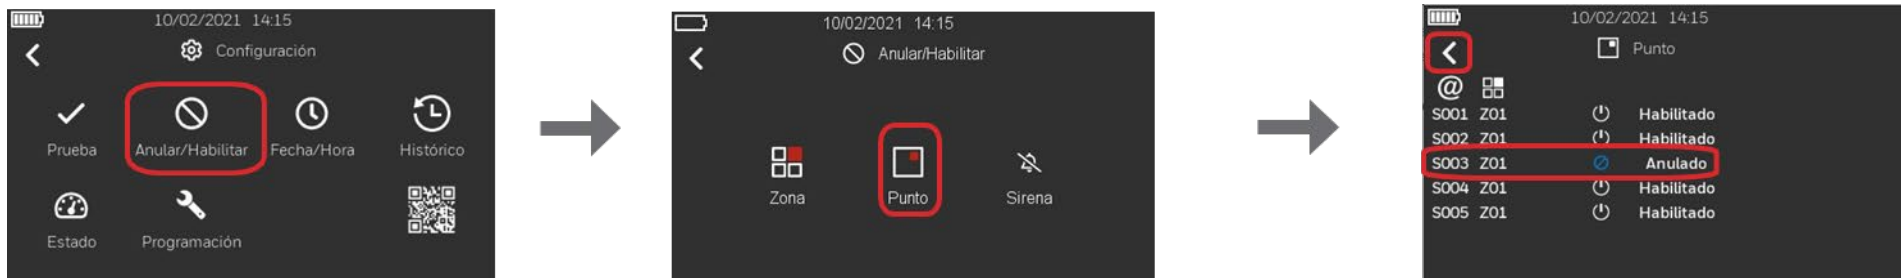 10/02/2021 14:15
Configuración
Prueba
Anular/Habilitar
Fecha/Hora
Histórico
Estado
Programación
10/02/2021 14:15
Anular/Habilitar
Zona
Punto
Sirena
10/02/2021 14:15
Punto
@
S001 Z01 Habilitado
S002 Z01 Habilitado
S003 Z01 Anulado
S004 Z01 Habilitado
S005 Z01 Habilitado